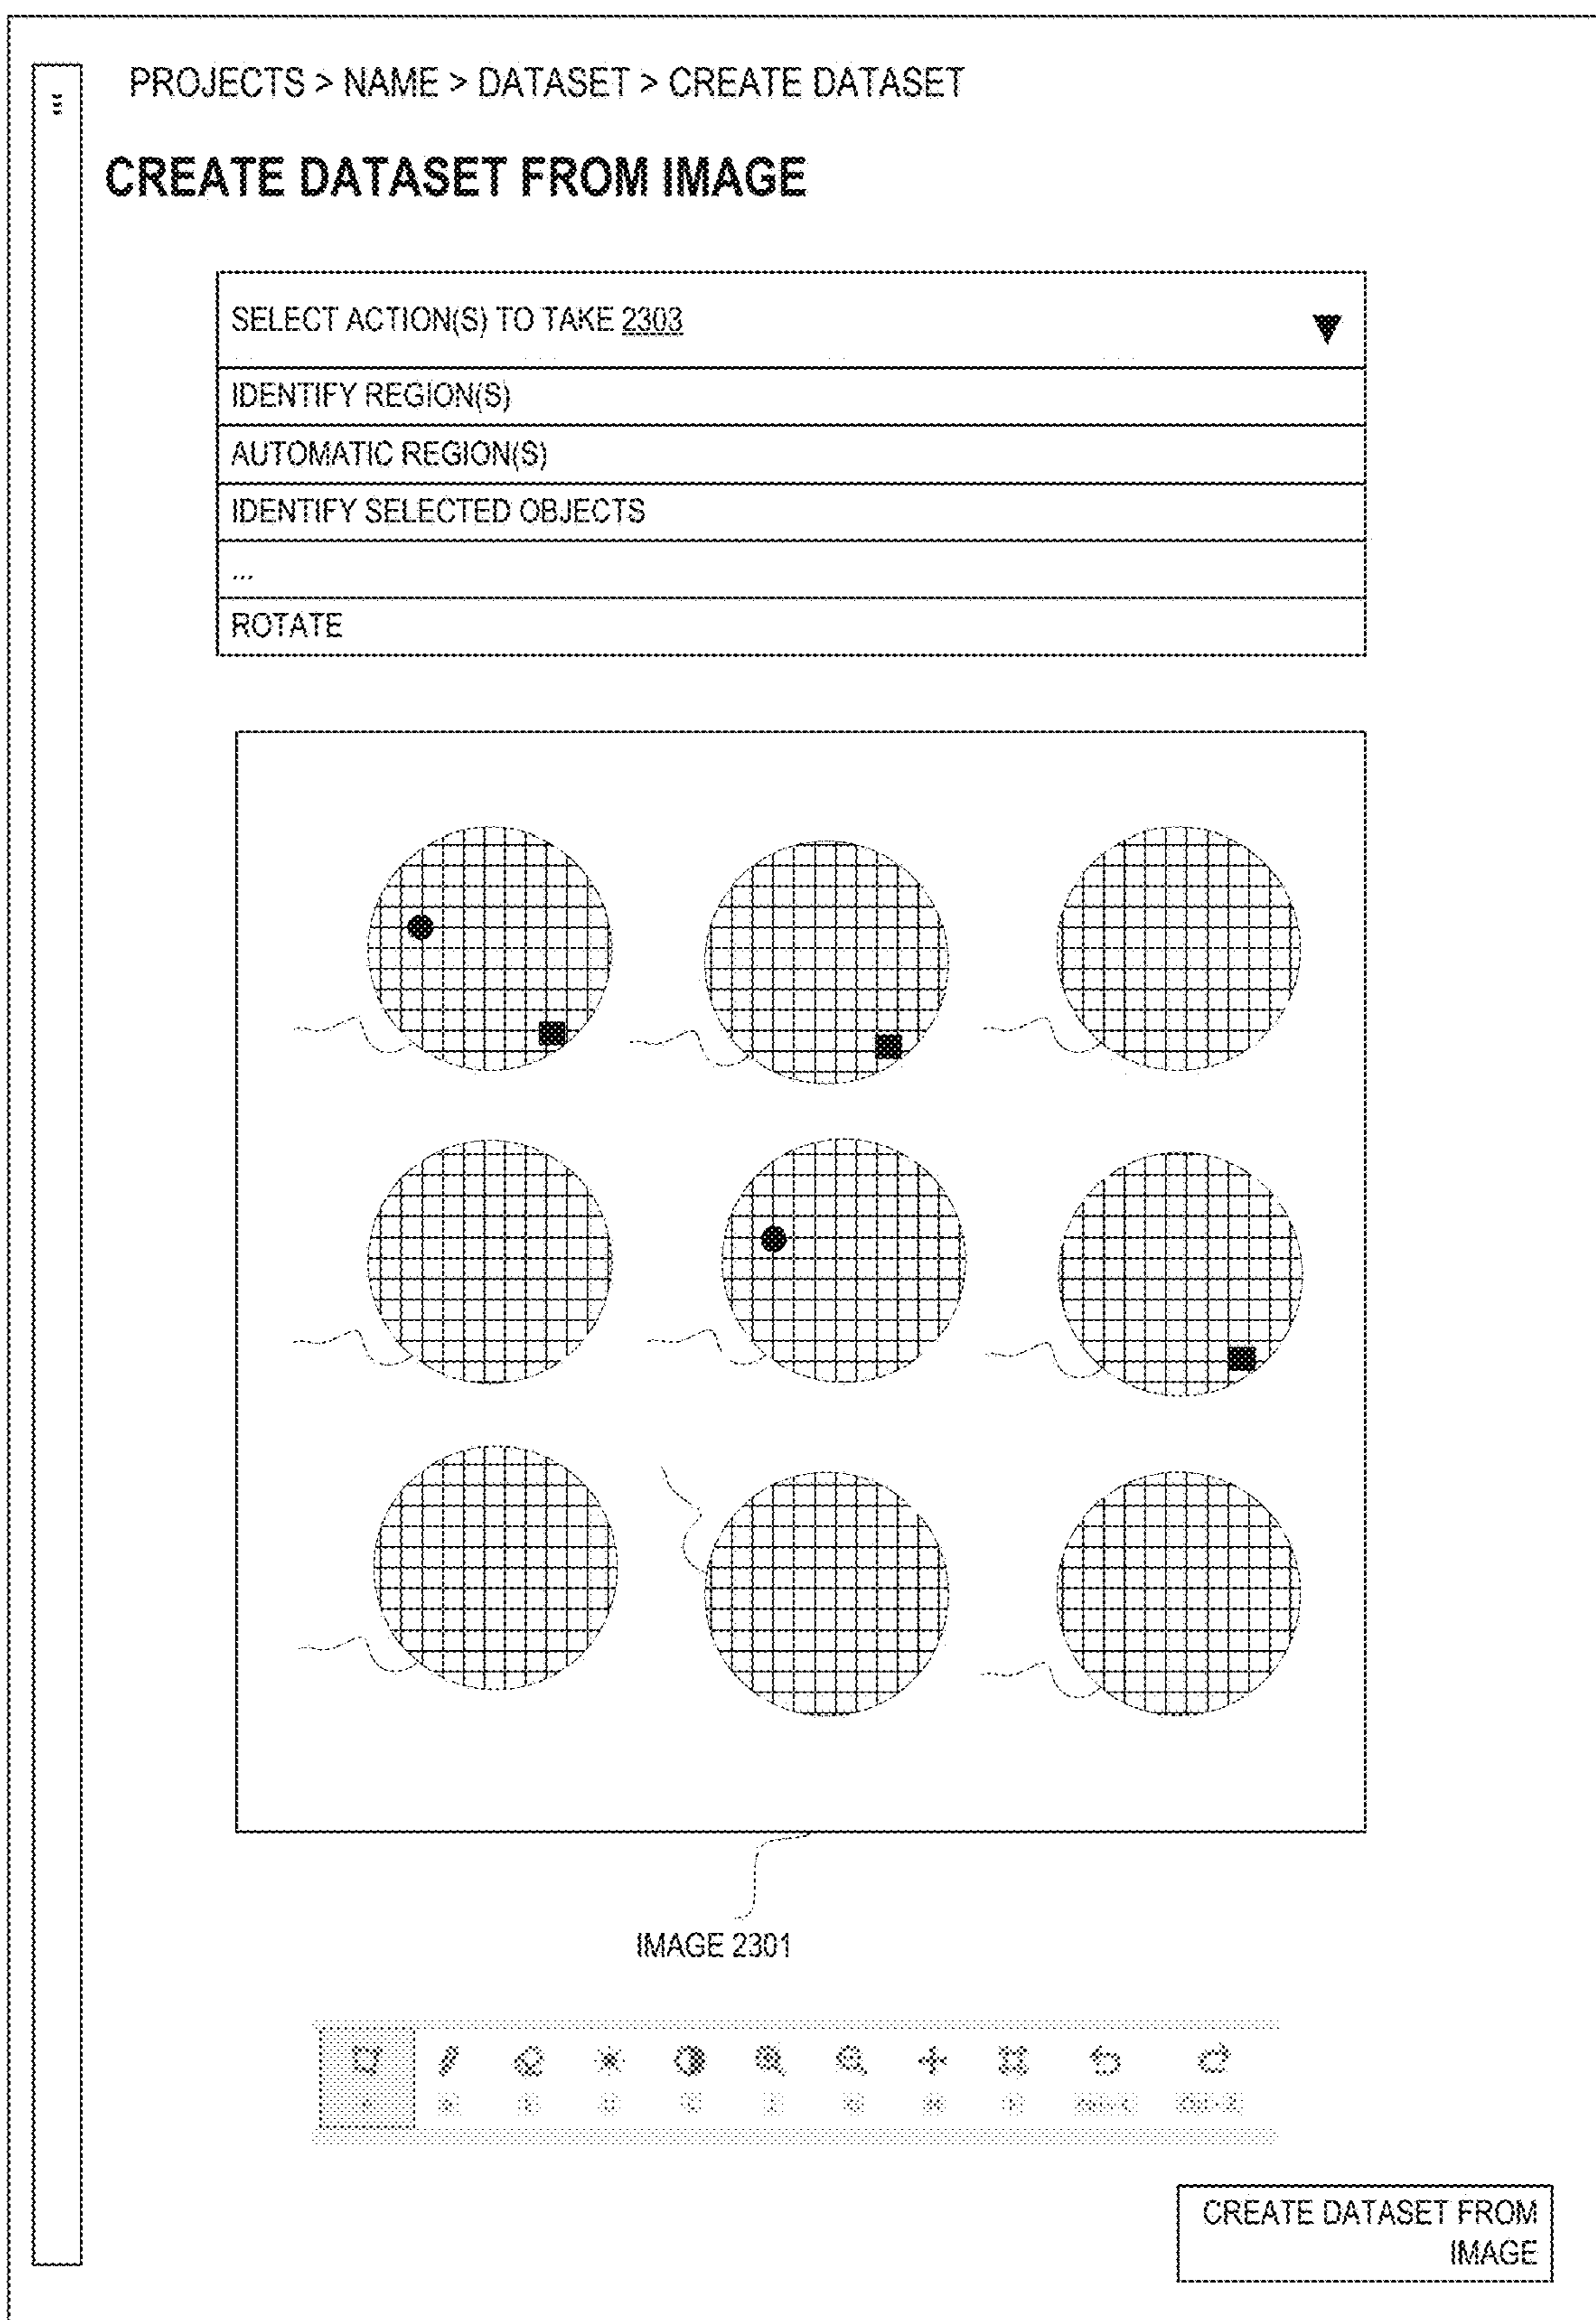 PROJECTS > NAME > DATASET > CREATE DATASET
CREATE DATASET FROM IMAGE
SELECT ACTION(S) TO TAKE 2303
IDENTIFY REGION(S)
AUTOMATIC REGION(S)
IDENTIFY SELECTED OBJECTS
...
ROTATE
IMAGE 2301
CREATE DATASET FROM
IMAGE